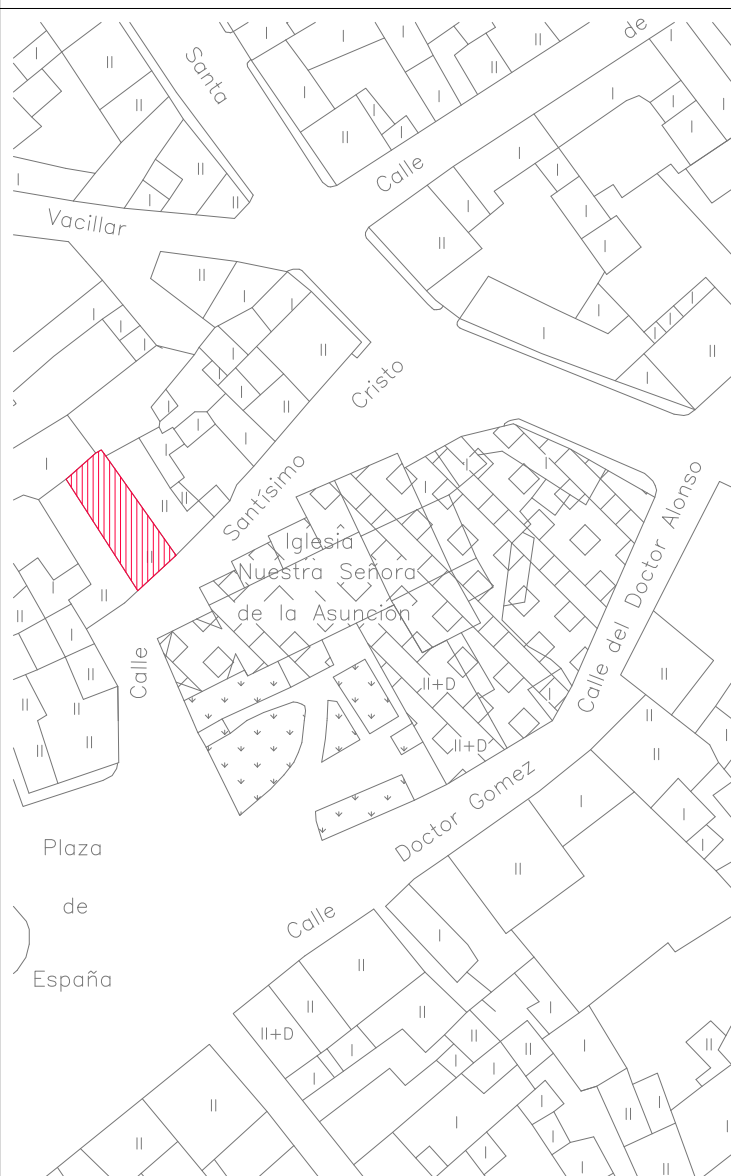 de
Santa
Calle
Vacillar
Cristo
Santísimo
Iglesia
Nuestra Señora
de la Asunción
Calle
Calle del Doctor Alonso
II+D
II+D
Doctor Gomez
Plaza
de
España
Calle
II+D